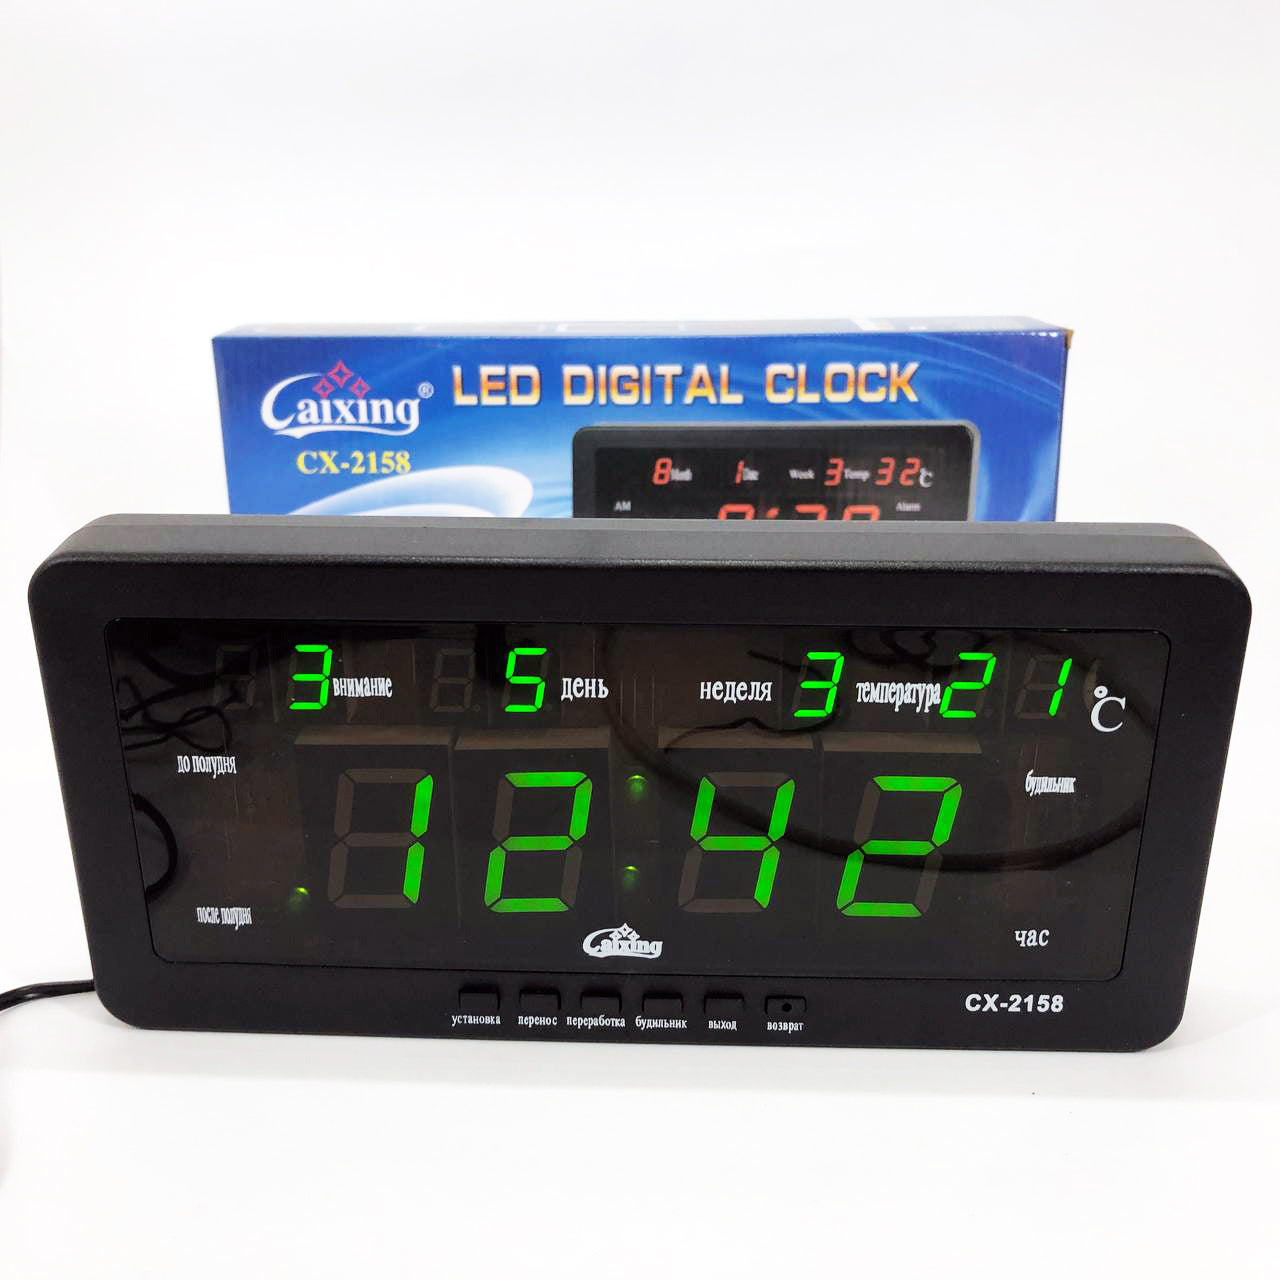 Caixing® LED DIGITAL CLOCK
CX-2158
8 Month 1 Date Week 3 Temp 32 °C
AM Alarm
3 внимание 5 день неделя 3 температура 21 °C
до полудня будильник
12:42
после полудня
Caixing час
CX-2158
установка перенос переработка будильник выход возврат